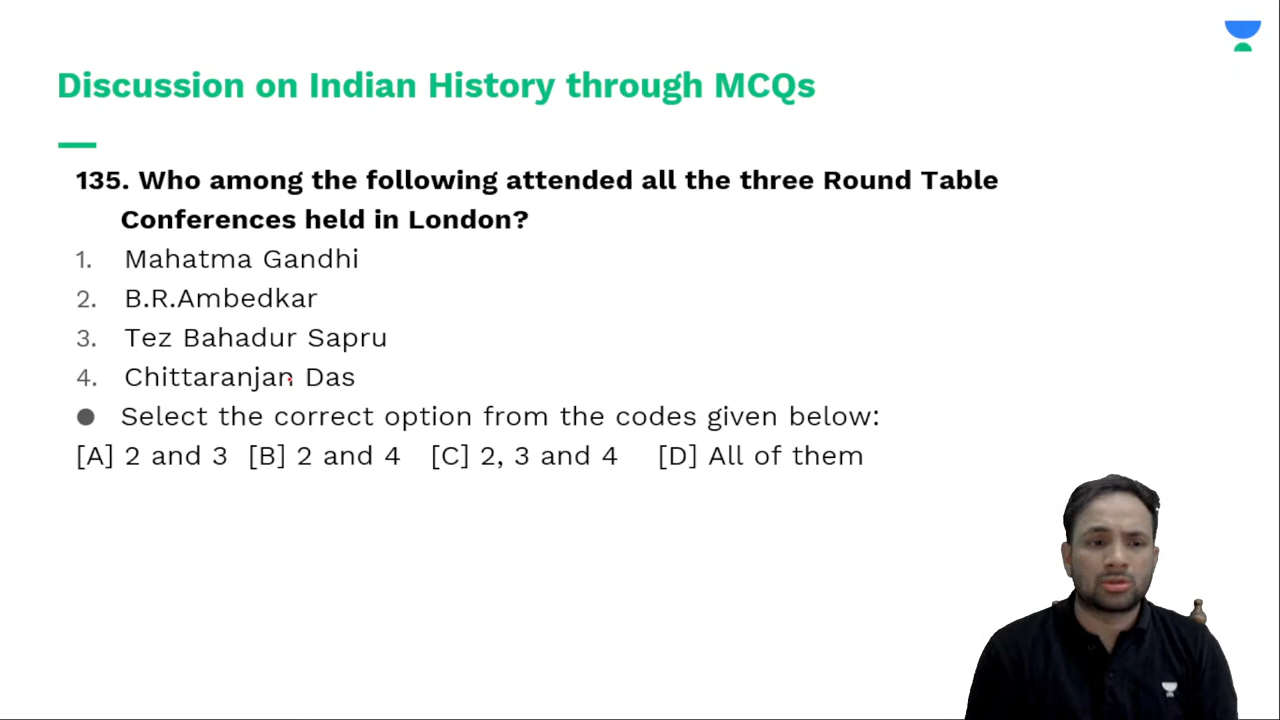 Discussion on Indian History through MCQs
135. Who among the following attended all the three Round Table
Conferences held in London?
1. Mahatma Gandhi
2. B.R.Ambedkar
3. Tez Bahadur Sapru
4. Chittaranjan Das
● Select the correct option from the codes given below:
[A] 2 and 3 [B] 2 and 4 [C] 2, 3 and 4 [D] All of them